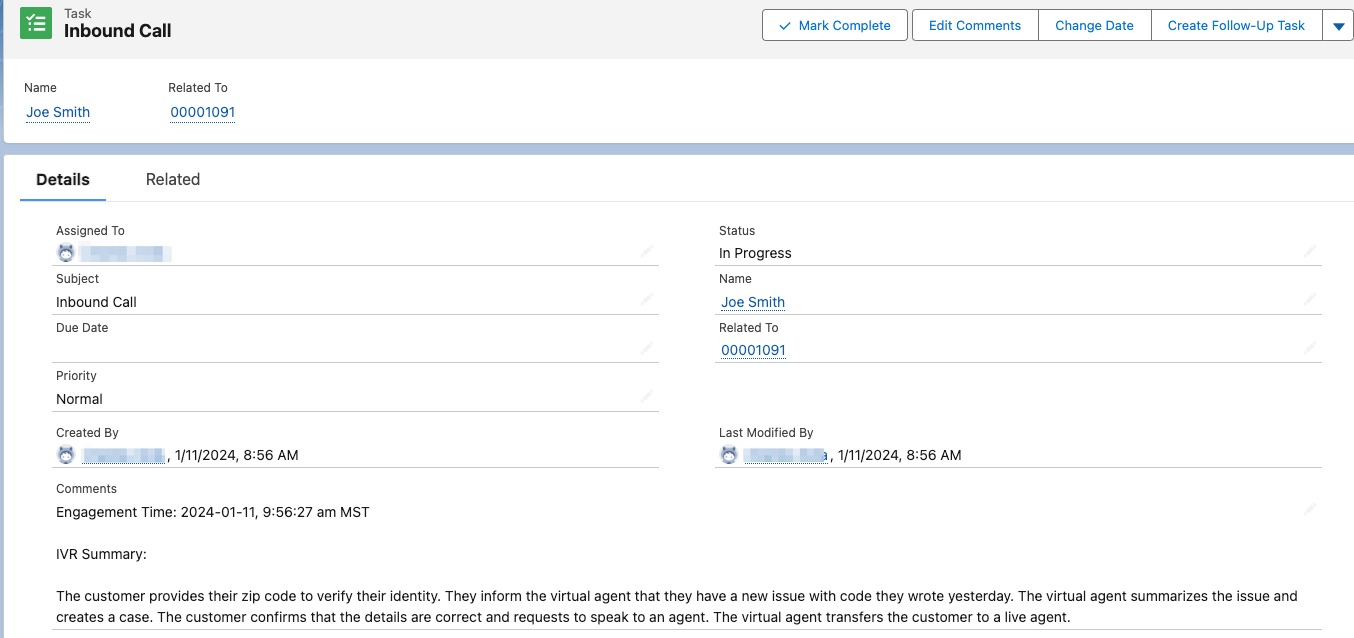 Task
Inbound Call
Mark Complete
Edit Comments
Change Date
Create Follow-Up Task
Name
Related To
Joe Smith
00001091
Details
Related
Assigned To
Status
In Progress
Subject
Name
Inbound Call
Joe Smith
Due Date
Related To
00001091
Priority
Normal
Created By
Last Modified By
, 1/11/2024, 8:56 AM
, 1/11/2024, 8:56 AM
Comments
Engagement Time: 2024-01-11, 9:56:27 am MST
IVR Summary:
The customer provides their zip code to verify their identity. They inform the virtual agent that they have a new issue with code they wrote yesterday. The virtual agent summarizes the issue and
creates a case. The customer confirms that the details are correct and requests to speak to an agent. The virtual agent transfers the customer to a live agent.